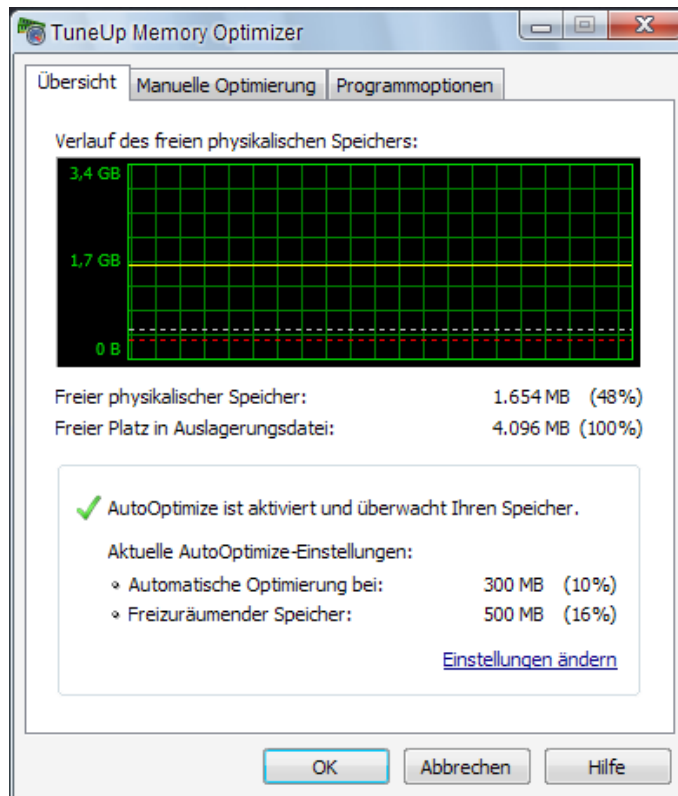 TuneUp Memory Optimizer
Übersicht Manuelle Optimierung Programmoptionen
Verlauf des freien physikalischen Speichers:
3,4 GB
1,7 GB
0 B
Freier physikalischer Speicher: 1.654 MB (48%)
Freier Platz in Auslagerungsdatei: 4.096 MB (100%)
AutoOptimize ist aktiviert und überwacht Ihren Speicher.
Aktuelle AutoOptimize-Einstellungen:
Automatische Optimierung bei: 300 MB (10%)
Freizuräumender Speicher: 500 MB (16%)
Einstellungen ändern
OK Abbrechen Hilfe